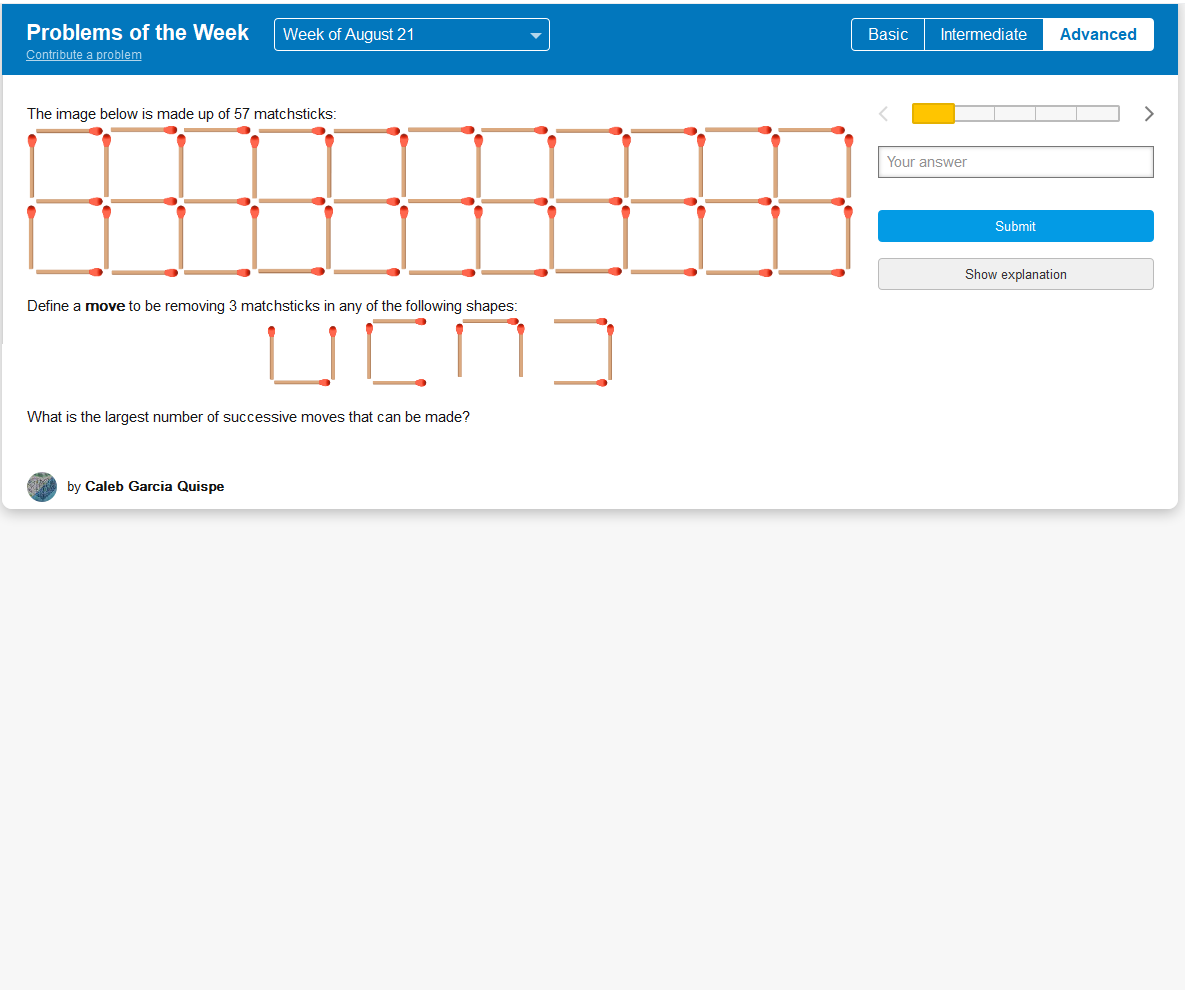 Problems of the Week
Contribute a problem
Week of August 21
Basic
Intermediate
Advanced
The image below is made up of 57 matchsticks:
Your answer
Submit
Show explanation
Define a move to be removing 3 matchsticks in any of the following shapes:
What is the largest number of successive moves that can be made?
by Caleb Garcia Quispe